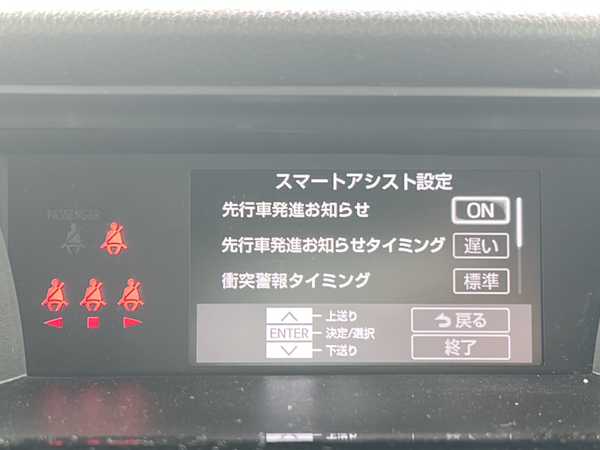 スマートアシスト設定
先行車発進お知らせ ON
先行車発進お知らせタイミング 遅い
衝突警報タイミング 標準
上送り
ENTER 決定/選択
下送り
戻る
終了
PASSENGER